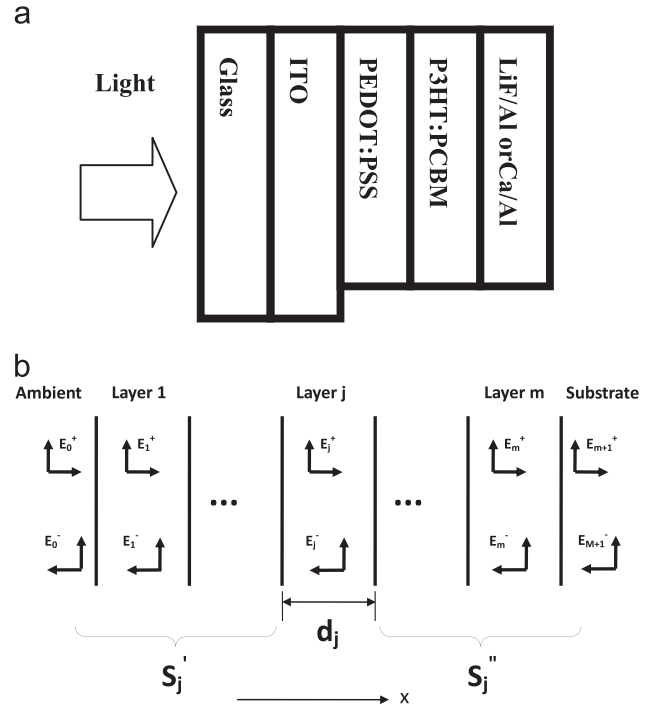 a
Light
Glass
ITO
PEDOT:PSS
P3HT:PCBM
LiF/Al orCa/Al
b
Ambient Layer 1 Layer j Layer m Substrate
E0+ E1+ Ej+ Em+ Em+1+
... ...
E0- E1- Ej- Em- EM+1-
dj
Sj' Sj"
x